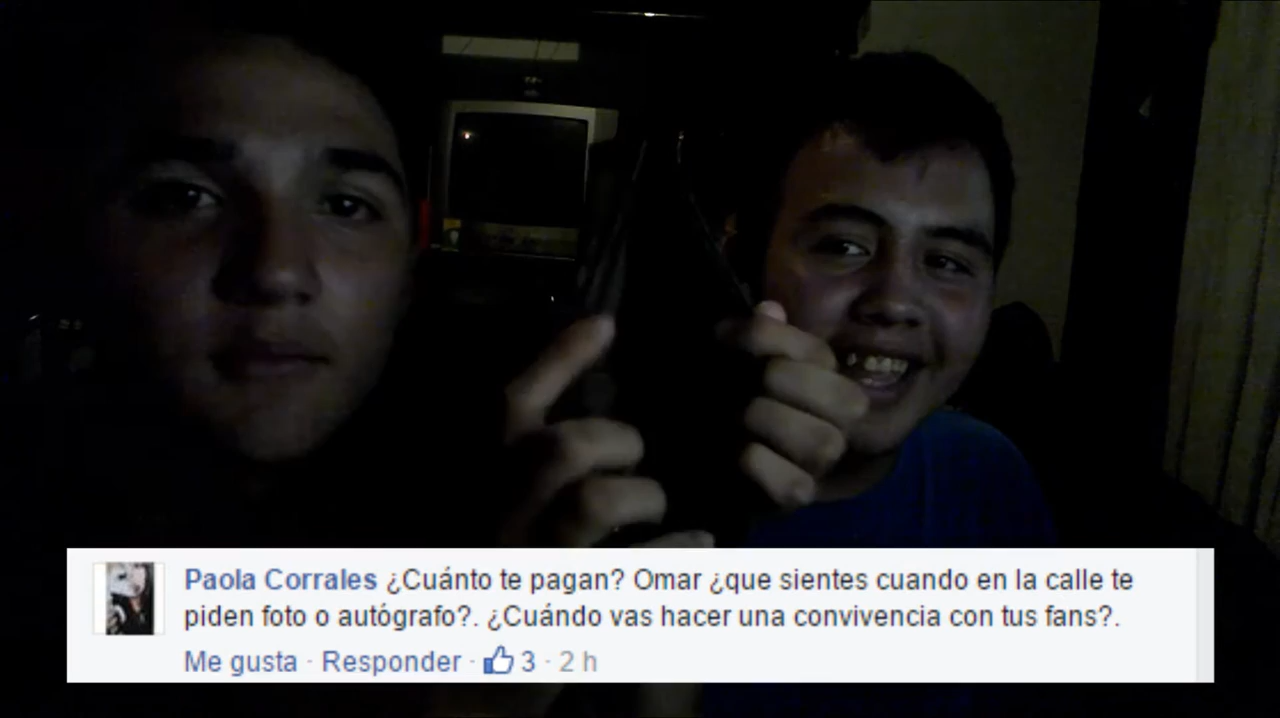 Paola Corrales ¿Cuánto te pagan? Omar ¿que sientes cuando en la calle te
piden foto o autógrafo?. ¿Cuándo vas hacer una convivencia con tus fans?.
Me gusta · Responder · 3 · 2 h